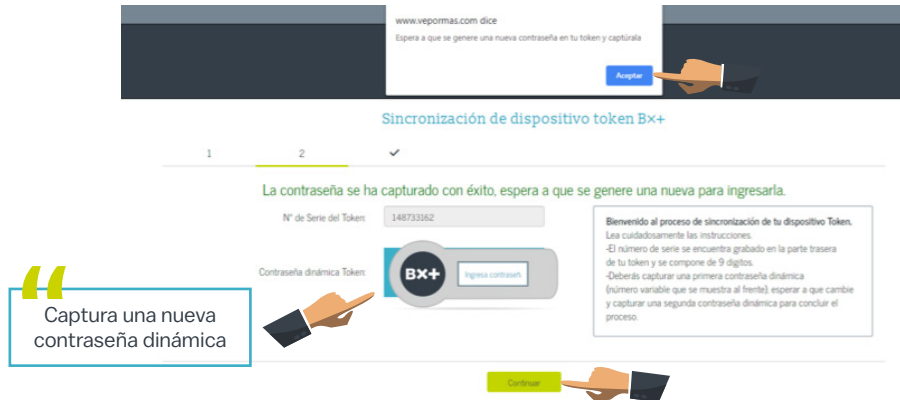 www.vepormas.com dice
Espera a que se genere una nueva contraseña en tu token y captúrala
Aceptar
Sincronización de dispositivo token B×+
1 2 ✓
La contraseña se ha capturado con éxito, espera a que se genere una nueva para ingresarla.
N° de Serie del Token: 148733162
Contraseña dinámica Token: B×+ Ingresa contraseñ
Bienvenido al proceso de sincronización de tu dispositivo Token.
Lea cuidadosamente las instrucciones.
-El número de serie se encuentra grabado en la parte trasera
de tu token y se compone de 9 digitos.
-Deberás capturar una primera contraseña dinámica
(número variable que se muestra al frente); esperar a que cambie
y capturar una segunda contraseña dinámica para concluir el
proceso.
Captura una nueva
contraseña dinámica
Continuar